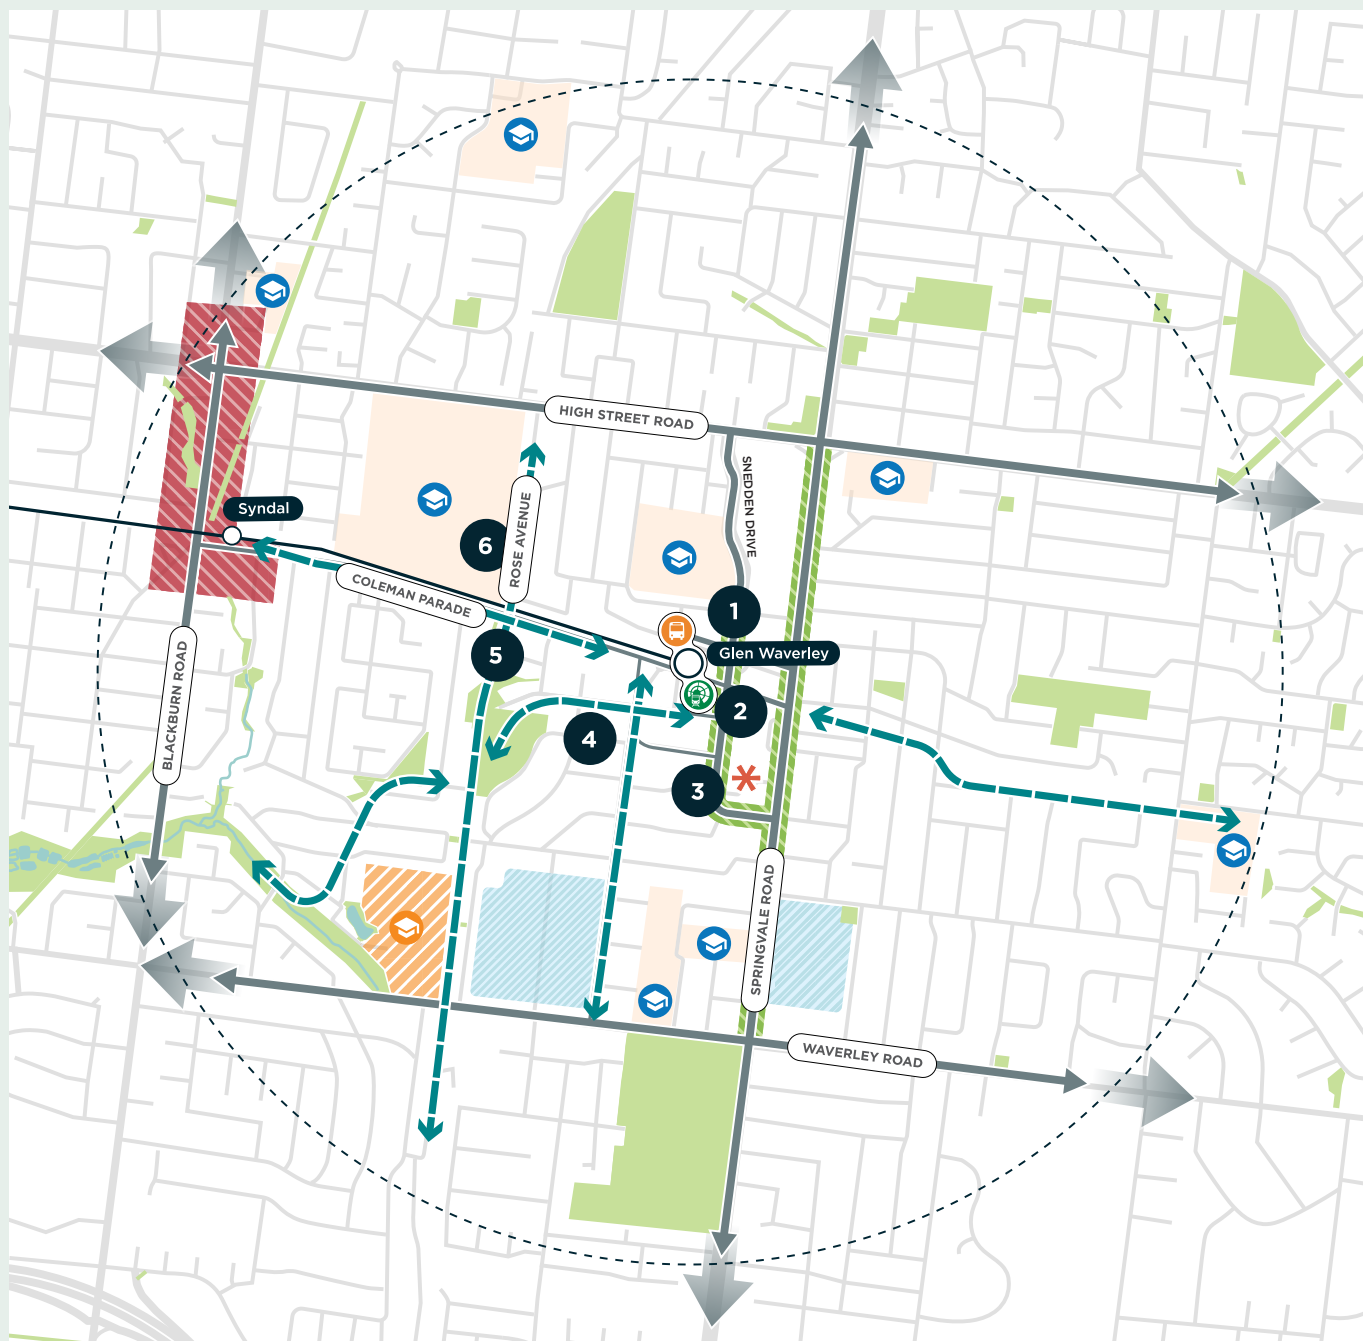 HIGH STREET ROAD
SNEDDEN DRIVE
Syndal
ROSE AVENUE
6
COLEMAN PARADE
1
Glen Waverley
5
BLACKBURN ROAD
2
4
3
SPRINGVALE ROAD
WAVERLEY ROAD